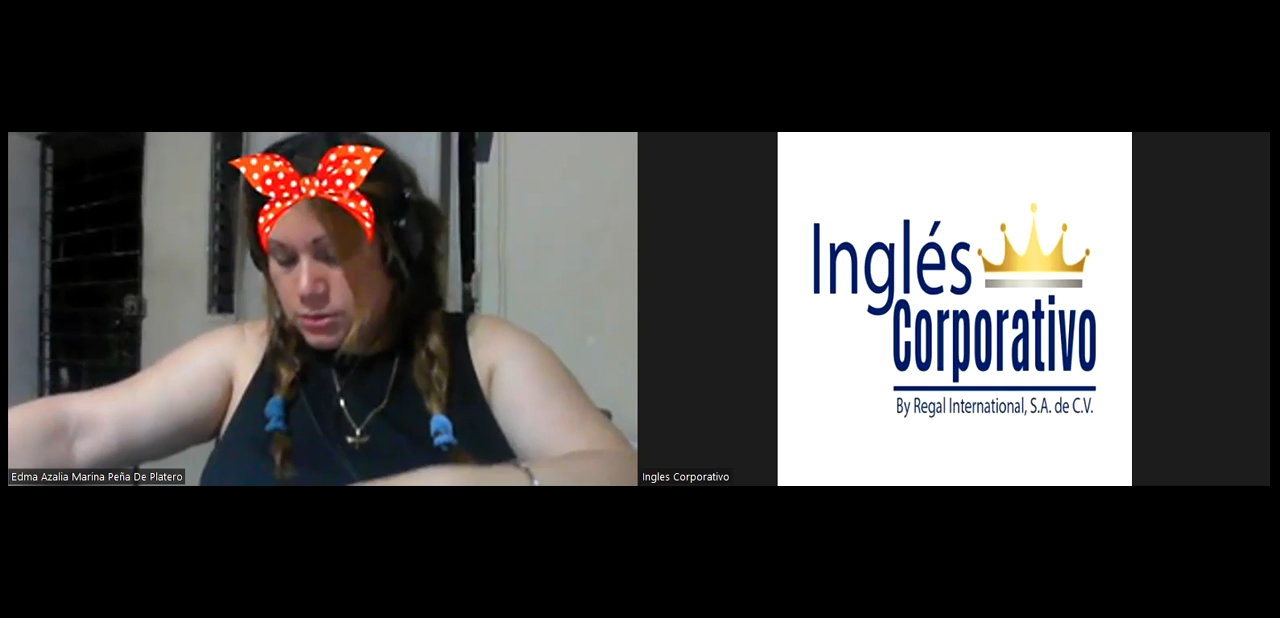 Inglés
Corporativo
By Regal International, S.A. de C.V.
Edma Azalia Marina Peña De Platero
Ingles Corporativo